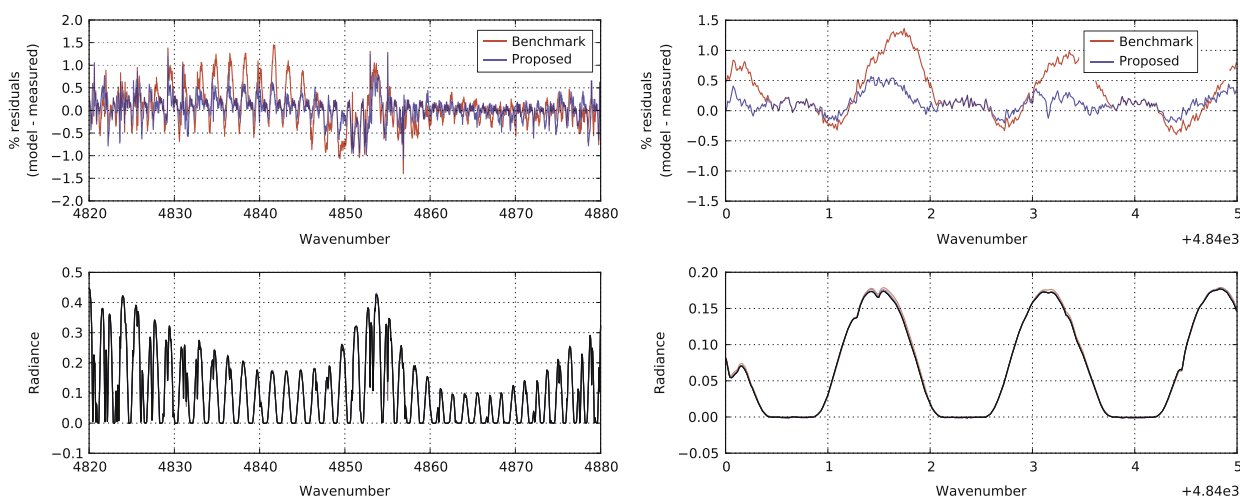 2.0
1.5
1.0
0.5
0.0
−0.5
−1.0
−1.5
−2.0
% residuals
(model - measured)
Benchmark
Proposed
4820 4830 4840 4850 4860 4870 4880
Wavenumber
1.5
1.0
0.5
0.0
−0.5
−1.0
−1.5
% residuals
(model - measured)
Benchmark
Proposed
0 1 2 3 4 5
Wavenumber
+4.84e3
0.5
0.4
0.3
0.2
0.1
0.0
−0.1
Radiance
4820 4830 4840 4850 4860 4870 4880
Wavenumber
0.20
0.15
0.10
0.05
0.00
−0.05
Radiance
0 1 2 3 4 5
Wavenumber
+4.84e3